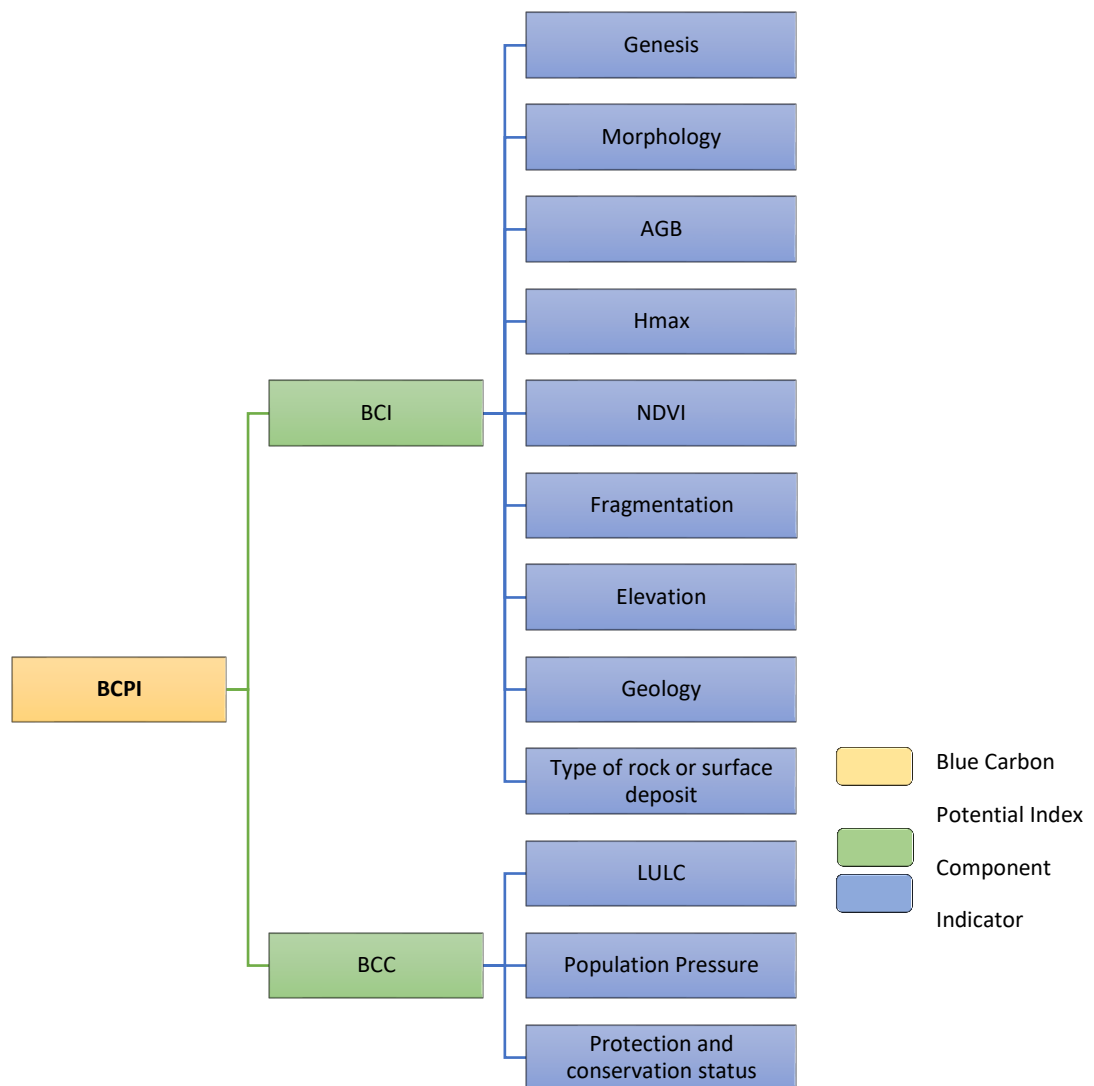 Genesis
Morphology
AGB
Hmax
BCI
NDVI
Fragmentation
Elevation
BCPI
Geology
Type of rock or surface
deposit
Blue Carbon
Potential Index
Component
Indicator
LULC
BCC
Population Pressure
Protection and
conservation status